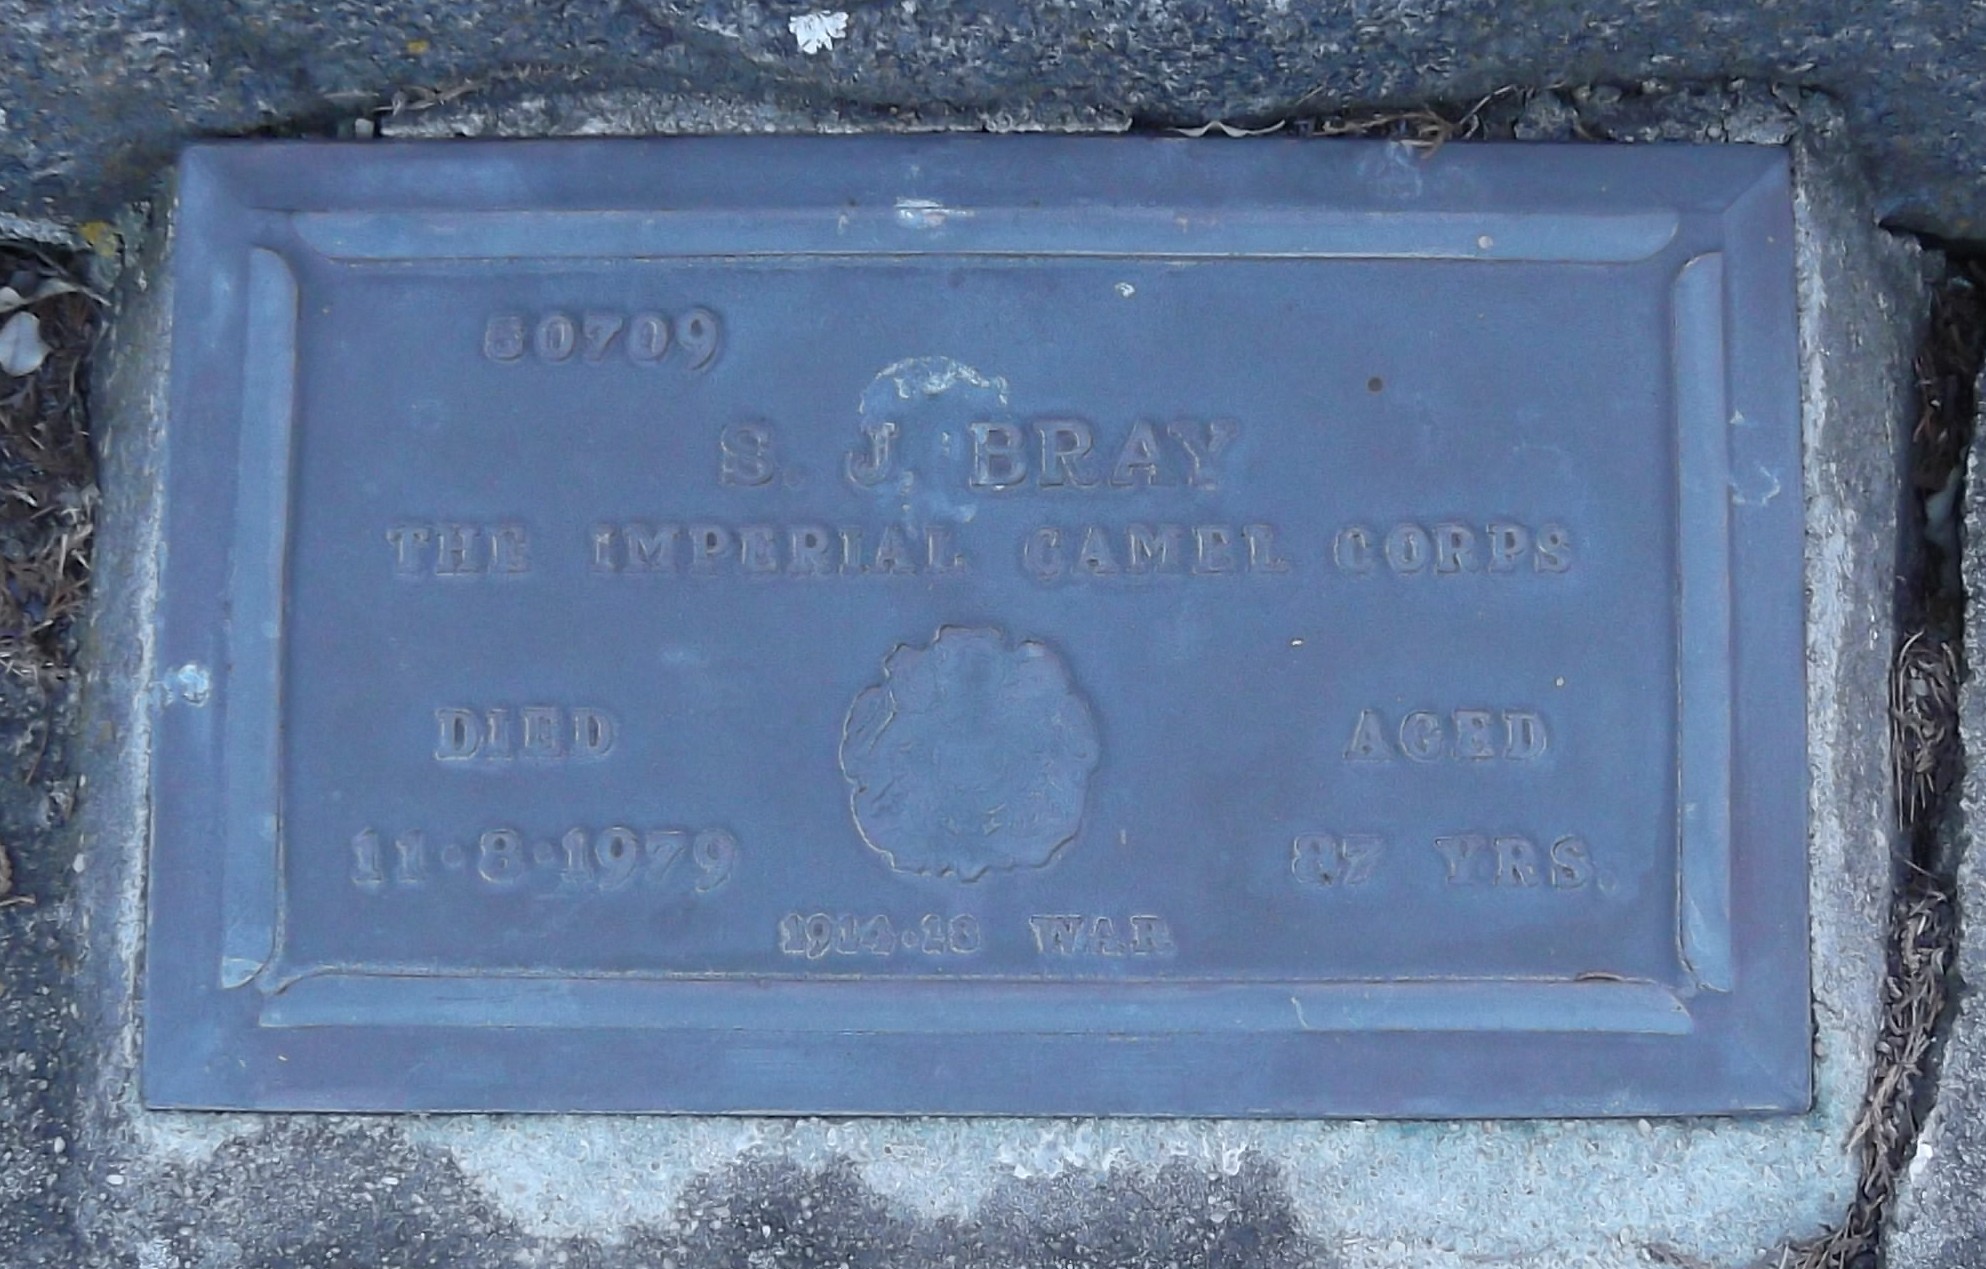 50709
S. J. BRAY
THE IMPERIAL CAMEL CORPS
DIED AGED
11·8·1979 87 YRS.
1914·18 WAR